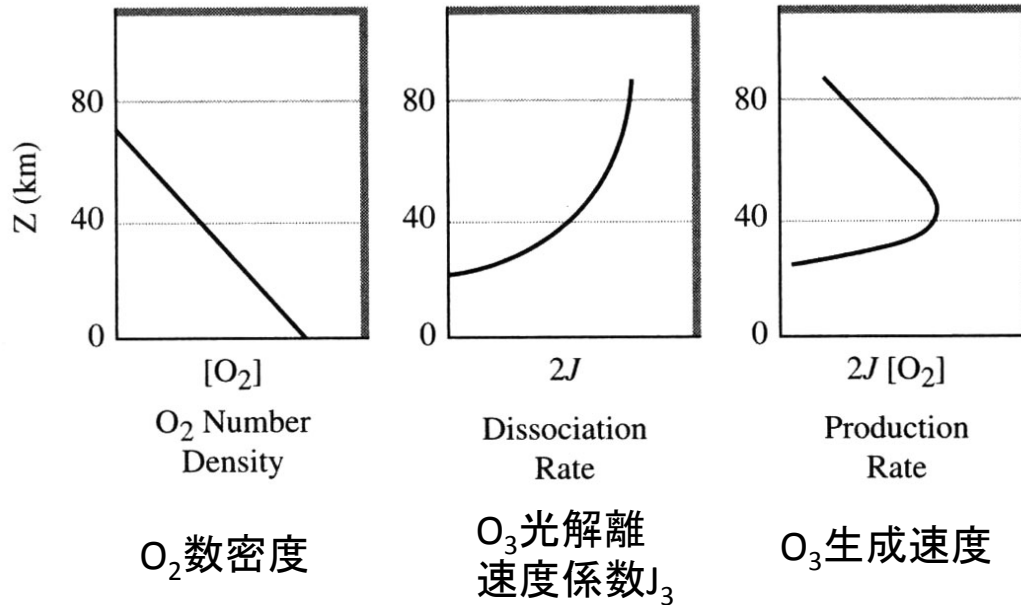 Z (km)
80
40
0
[O₂]
O₂ Number
Density
O₂数密度
80
40
0
2J
Dissociation
Rate
O₃光解離
速度係数J₃
80
40
0
2J [O₂]
Production
Rate
O₃生成速度